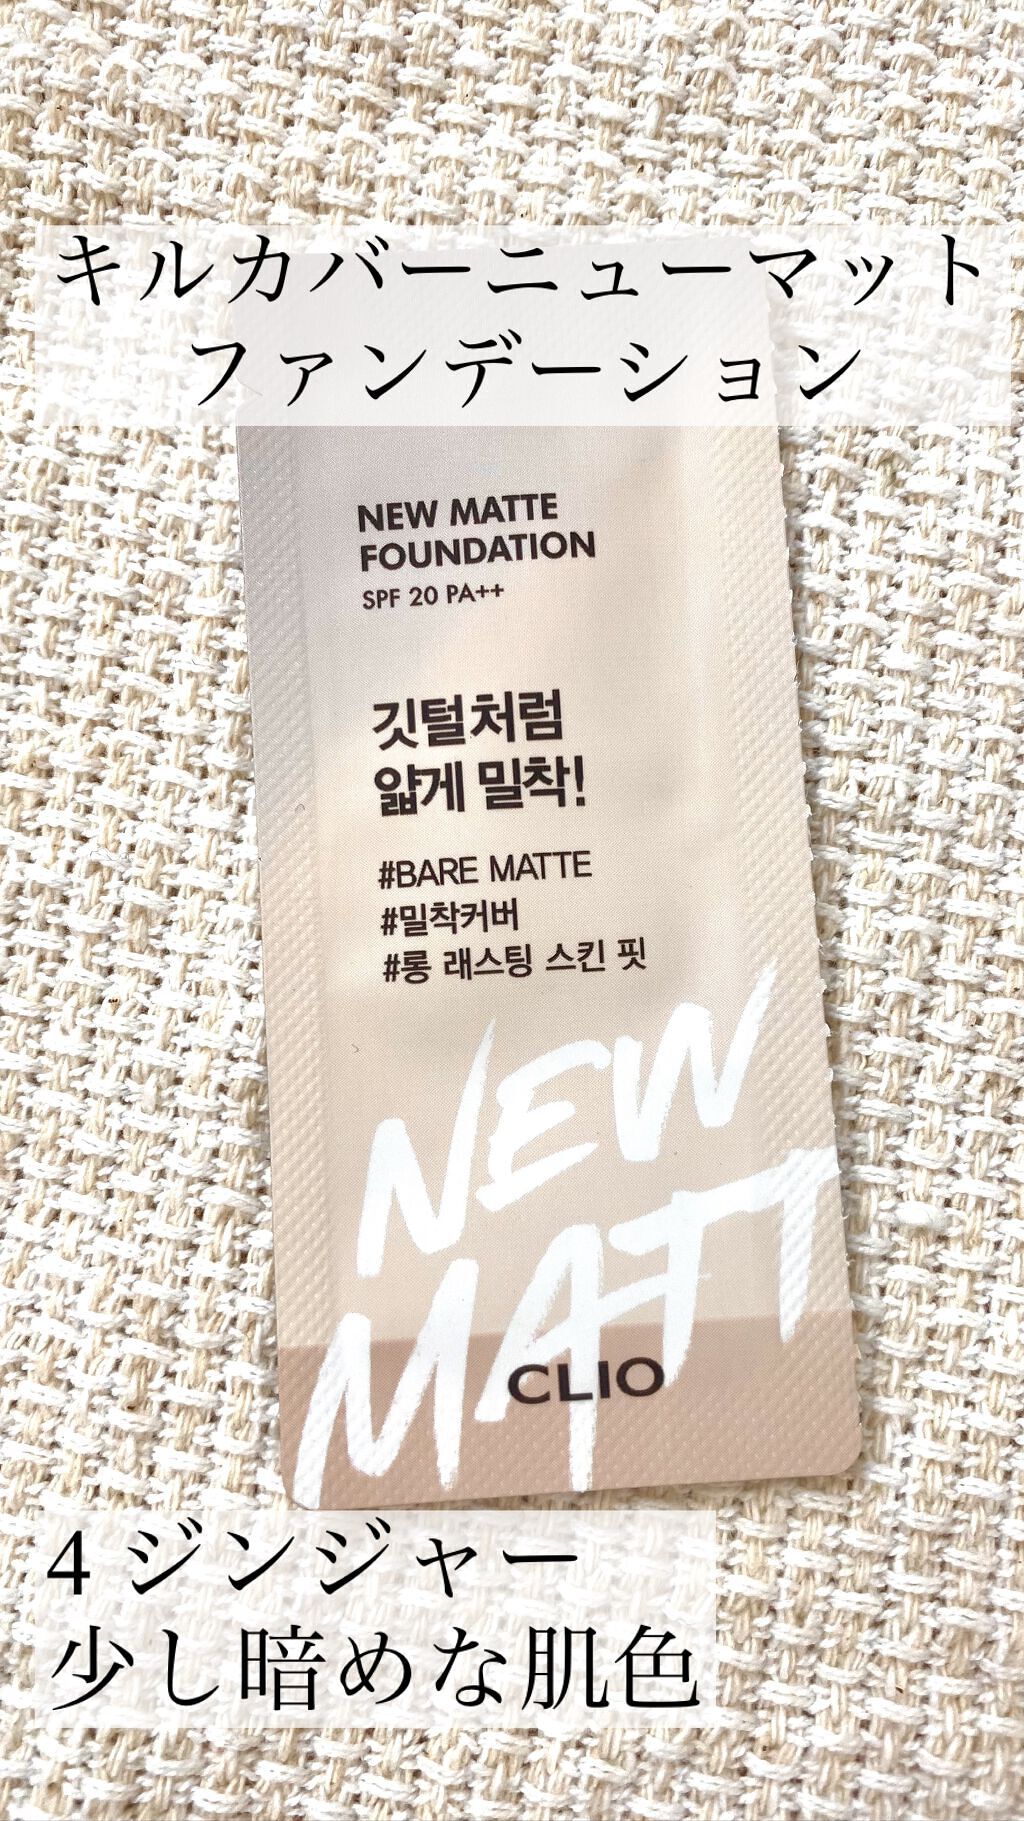 キルカバーニューマット
ファンデーション
NEW MATTE
FOUNDATION
SPF 20 PA++
깃털처럼
얇게 밀착!
#BARE MATTE
#밀착커버
#롱 래스팅 스킨 핏
NEW
MATT
CLIO
4 ジンジャー
少し暗めな肌色